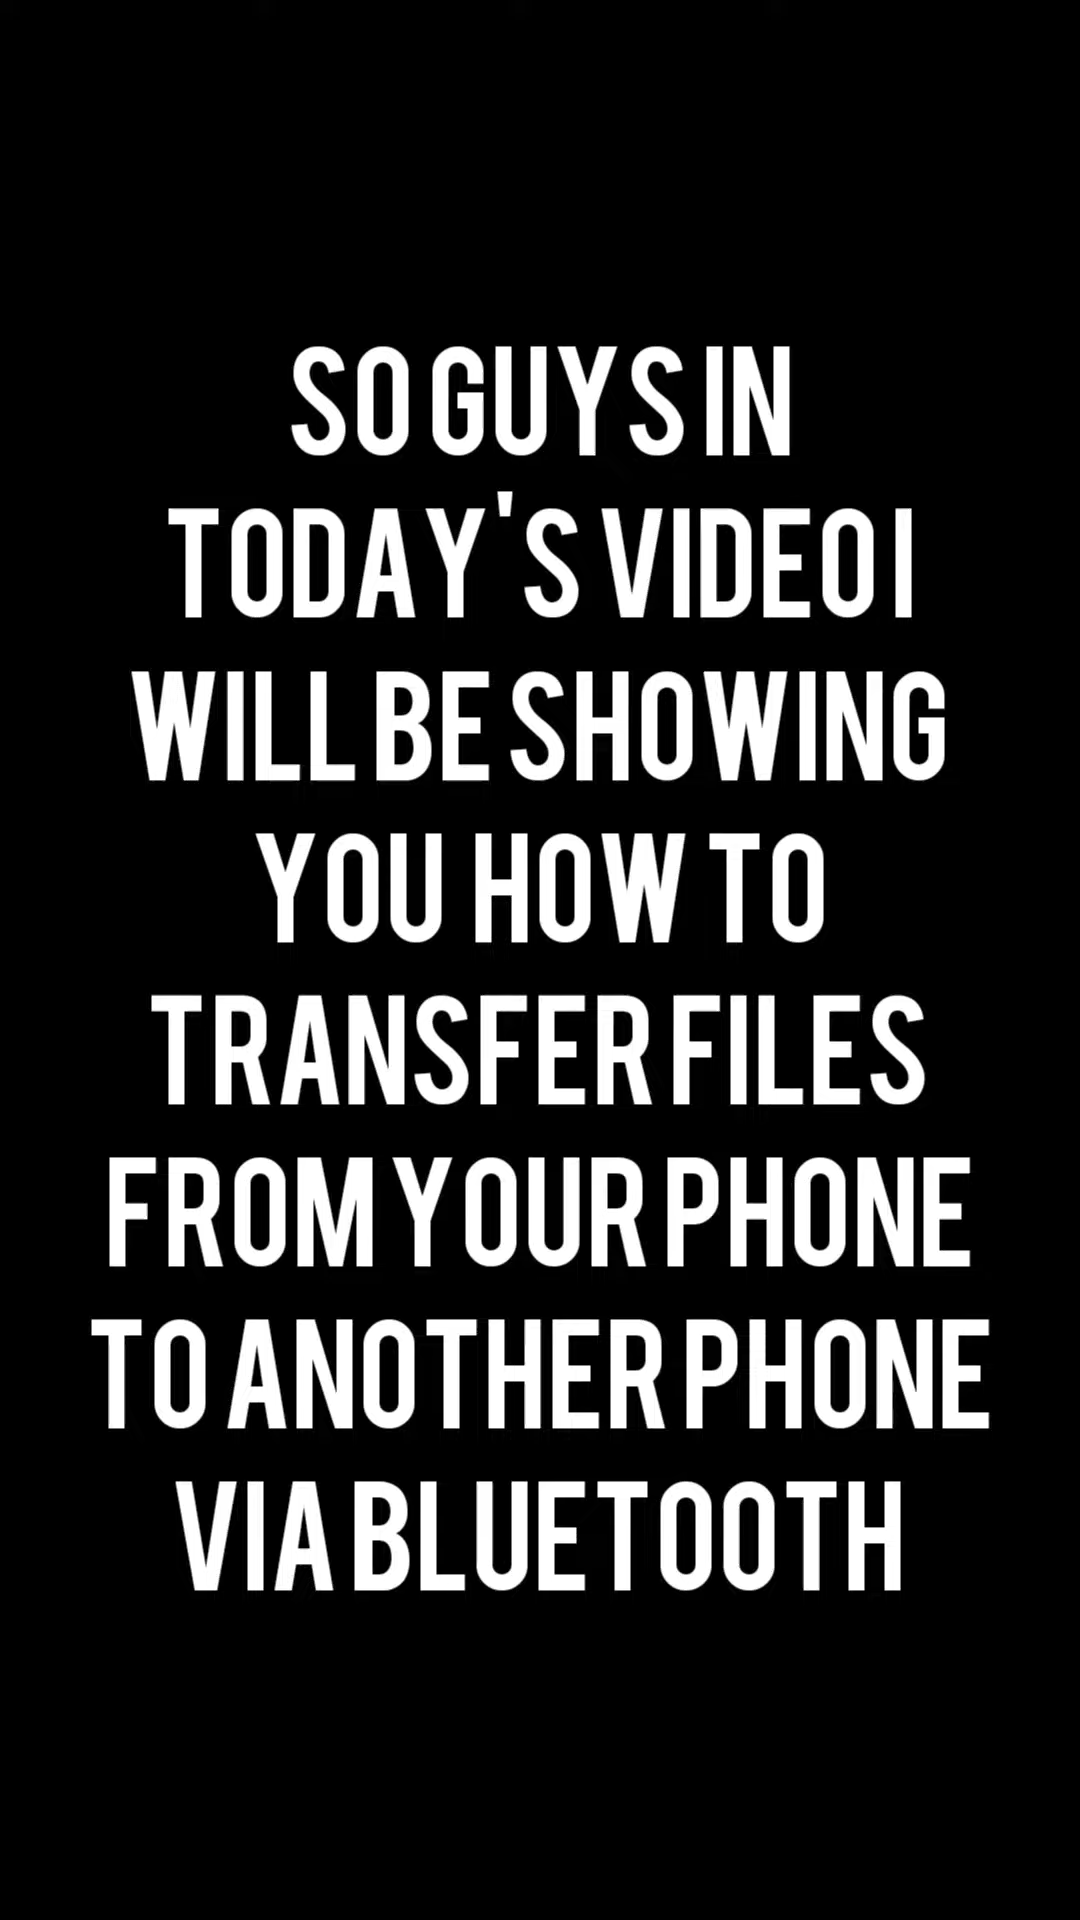 SO GUYS IN
TODAY'S VIDEO I
WILL BE SHOWING
YOU HOW TO
TRANSFER FILES
FROM YOUR PHONE
TO ANOTHER PHONE
VIA BLUETOOTH